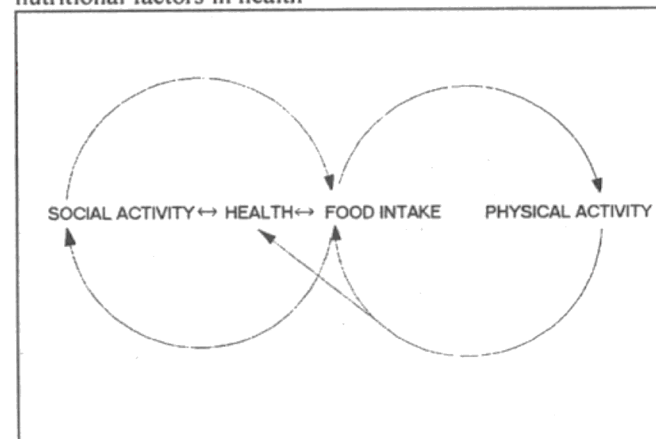 nutritional factors in health
SOCIAL ACTIVITY ↔ HEALTH ↔ FOOD INTAKE PHYSICAL ACTIVITY